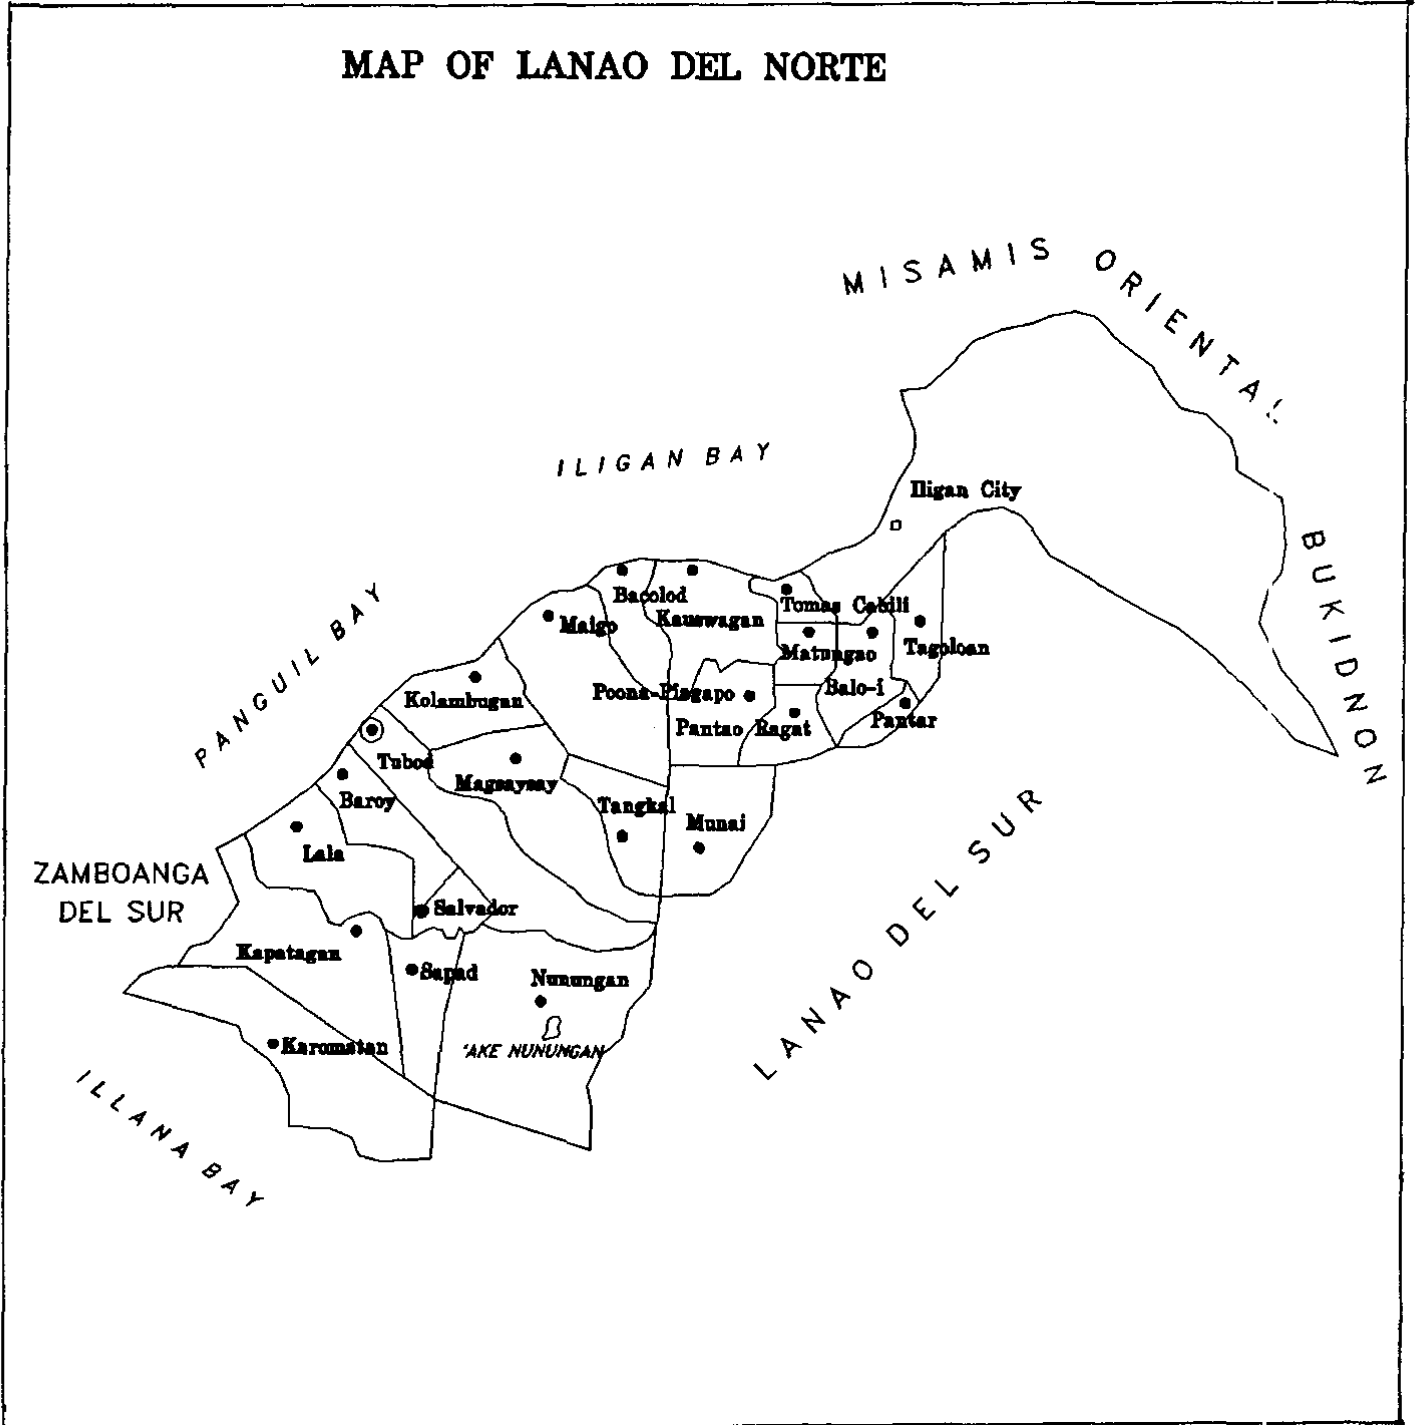 MAP OF LANAO DEL NORTE
MISAMIS ORIENTAL
ILIGAN BAY
Iligan City
BUKIDNON
PANGUIL BAY
Bacolod
Tomas Cabili
Maigo
Kauswagan
Matungao
Tagoloan
Balo-i
Poona-Piagapo
Kolambugan
Pantao Ragat
Pantar
Tubod
Magsaysay
Baroy
Tangkal
Munai
Lala
ZAMBOANGA
DEL SUR
LANAO DEL SUR
Salvador
Kapatagan
Sapad
Nunungan
'AKE NUNUNGAN
Karomatan
ILLANA BAY